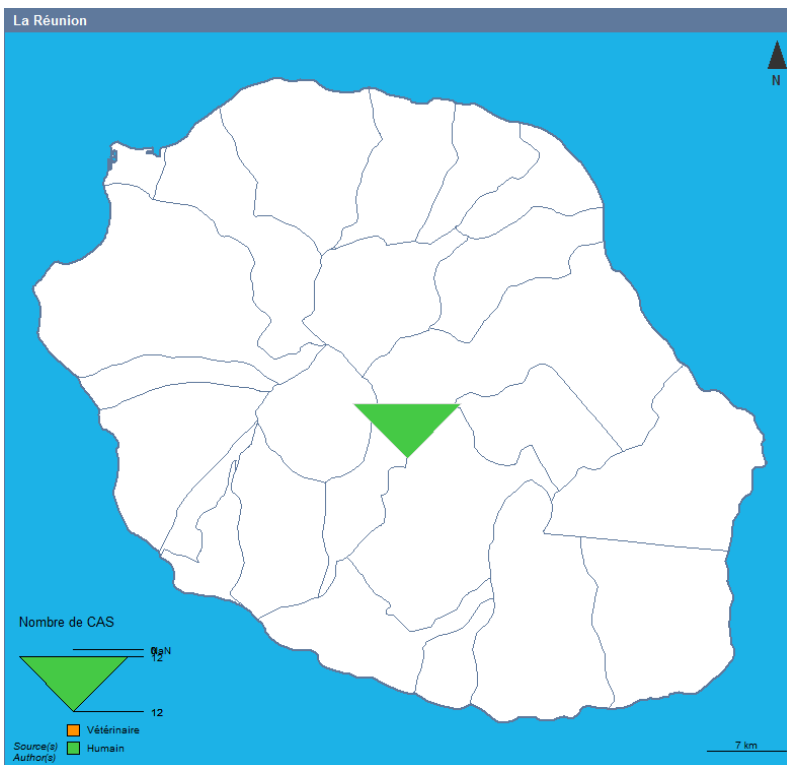 La Réunion
N
Nombre de CAS
12
12
Vétérinaire
Humain
Source(s)
Author(s)
7 km